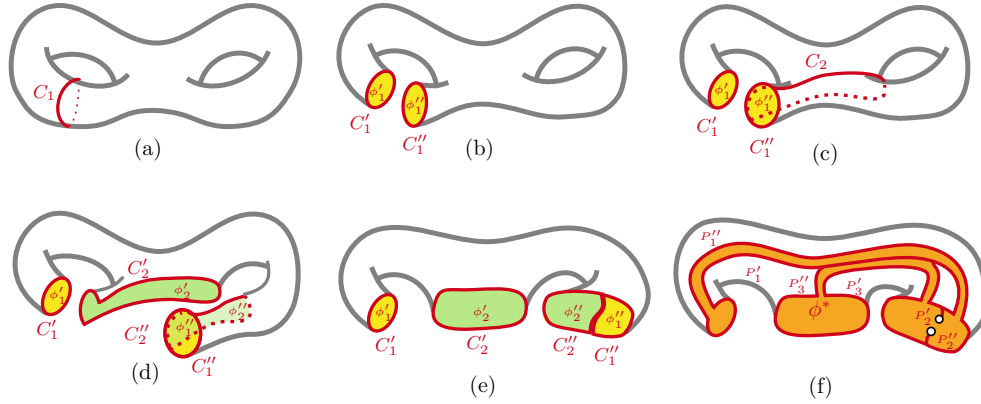 C₁
(a)
ϕ′₁ ϕ″₁
C′₁ C″₁
(b)
C₂
ϕ′₁ ϕ″₁
C′₁ C″₁
(c)
C′₂
ϕ′₁ ϕ′₂ ϕ″₁ ϕ″₂
C′₁ C″₂ C″₁
(d)
ϕ′₁ ϕ′₂ ϕ″₂ ϕ″₁
C′₁ C′₂ C″₂ C″₁
(e)
P″₁ P′₁ P″₃ P′₃
ϕ* P′₂ P″₂
(f)